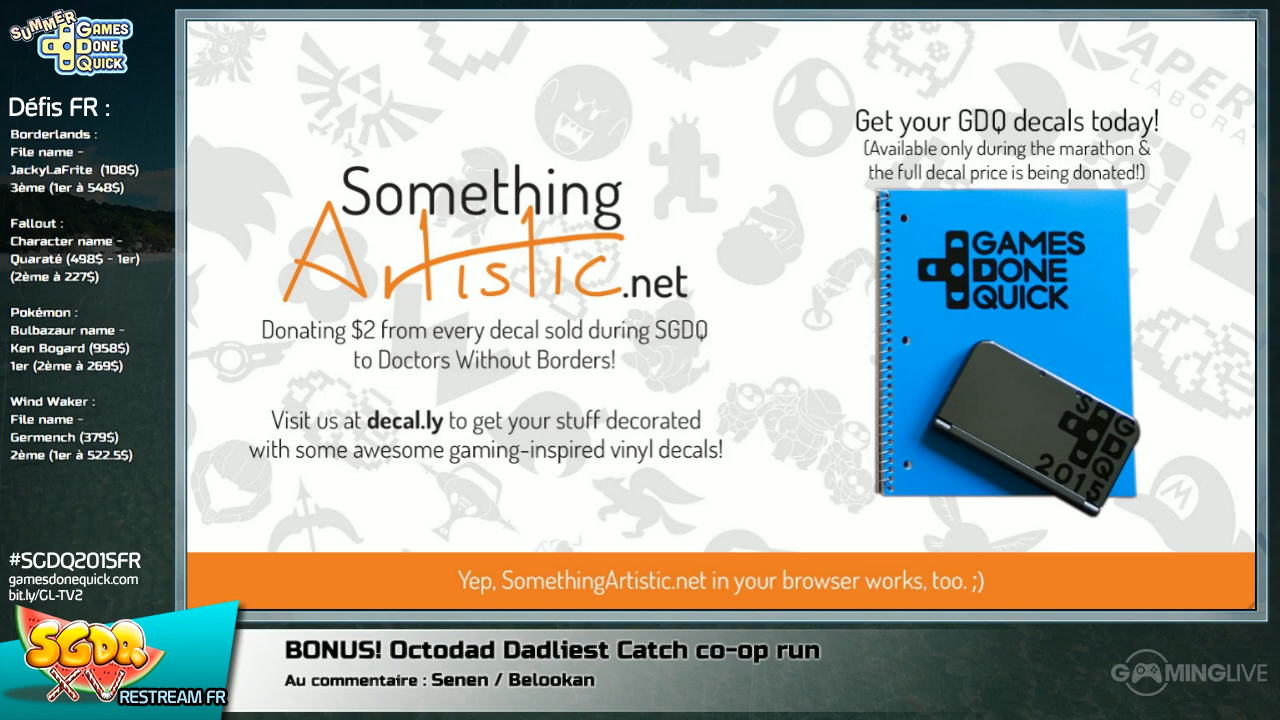 SUMMER
GAMES
DONE
QUICK
Défis FR :
Borderlands :
File name -
JackyLaFrite (108$)
3ème (1er à 548$)
Fallout :
Character name -
Quaraté (498$ - 1er)
(2ème à 227$)
Pokémon :
Bulbazaur name -
Ken Bogard (958$)
1er (2ème à 269$)
Wind Waker :
File name -
Germench (379$)
2ème (1er à 522.5$)
#SGDQ2015FR
gamesdonequick.com
bit.ly/GL-TV2
SGDQ
XV
RESTREAM FR
Something
Artistic.net
Donating $2 from every decal sold during SGDQ
to Doctors Without Borders!
Visit us at decal.ly to get your stuff decorated
with some awesome gaming-inspired vinyl decals!
Get your GDQ decals today!
(Available only during the marathon &
the full decal price is being donated!)
GAMES
DONE
QUICK
SGDQ
2015
Yep, SomethingArtistic.net in your browser works, too. ;)
BONUS! Octodad Dadliest Catch co-op run
Au commentaire : Senen / Belookan
GAMINGLIVE